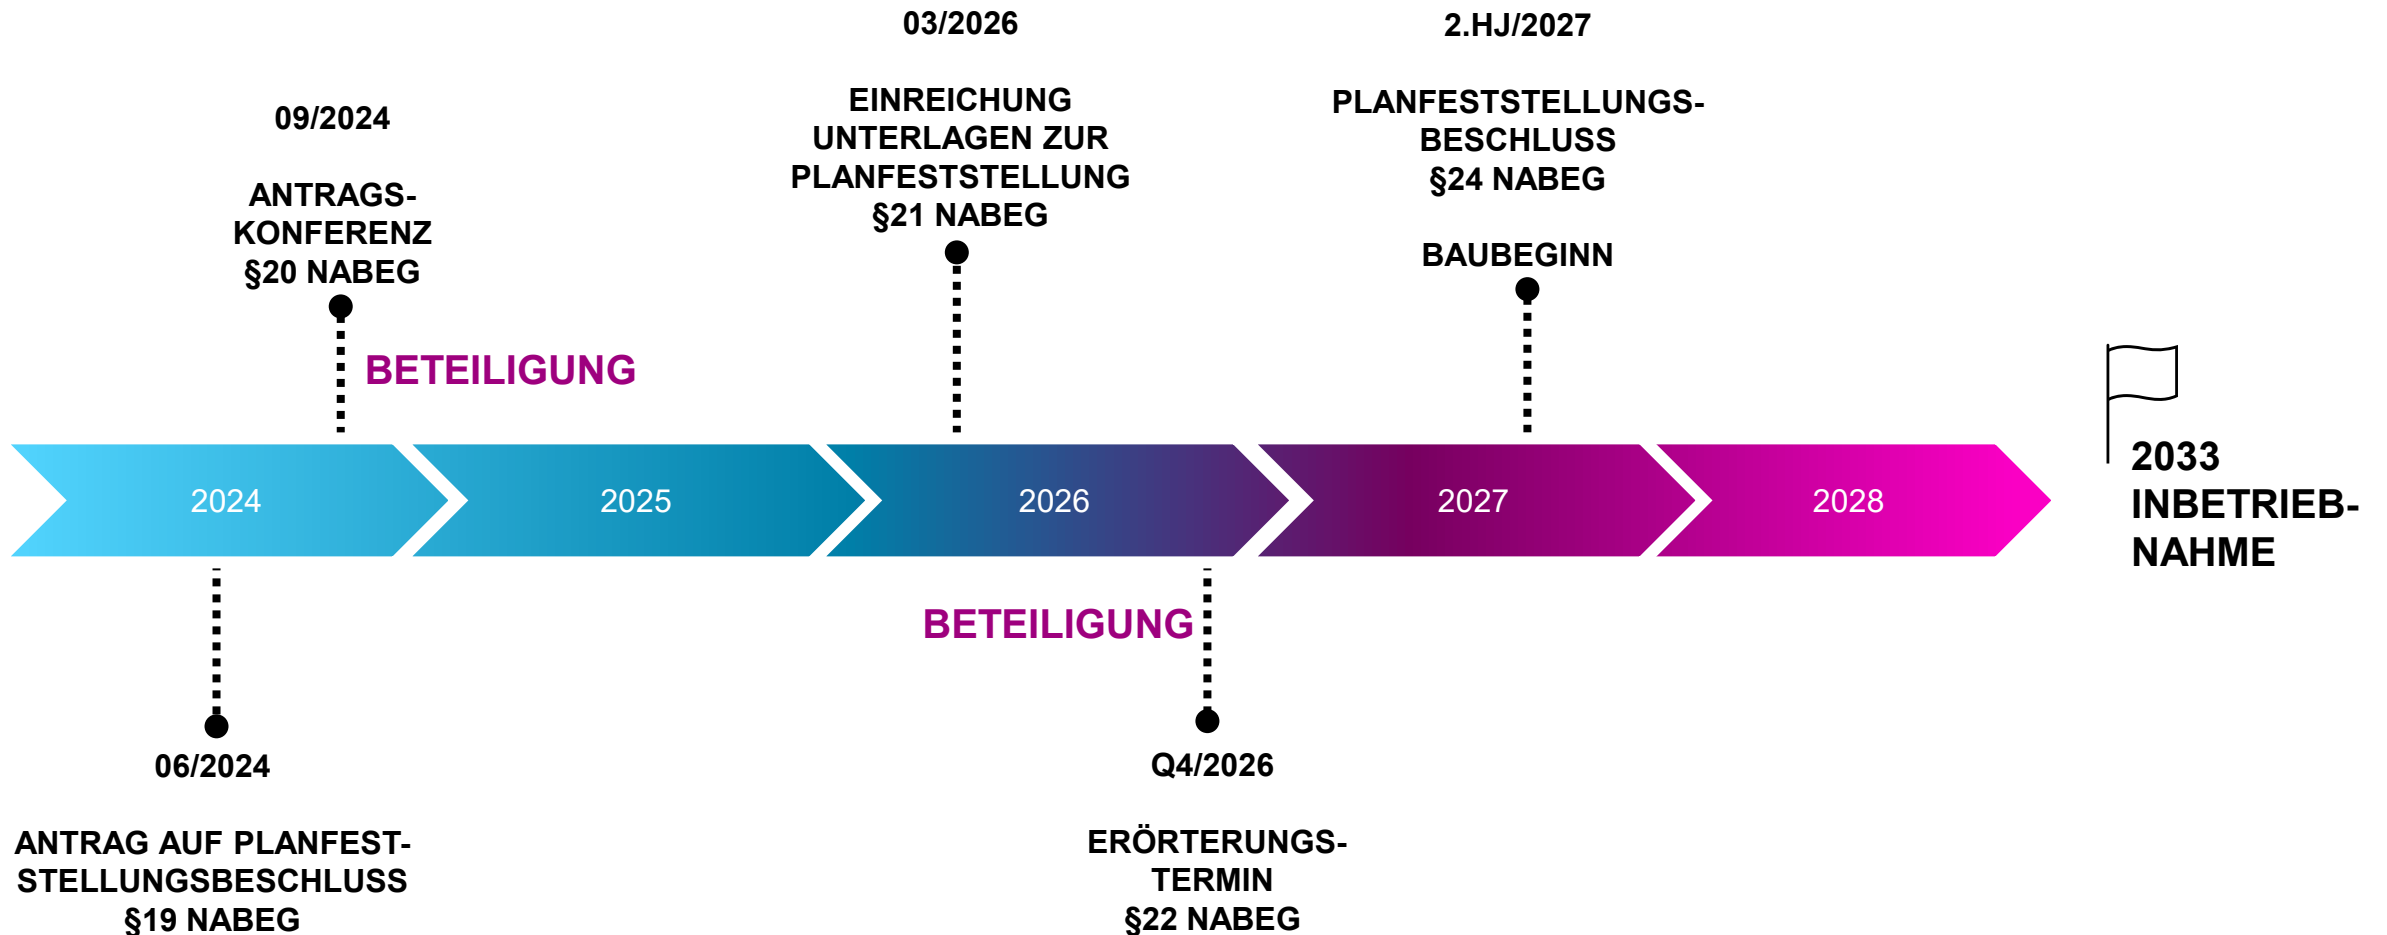 03/2026
EINREICHUNG
UNTERLAGEN ZUR
PLANFESTSTELLUNG
§21 NABEG
2.HJ/2027
PLANFESTSTELLUNGS-
BESCHLUSS
§24 NABEG
BAUBEGINN
09/2024
ANTRAGS-
KONFERENZ
§20 NABEG
BETEILIGUNG
2024
2025
2026
2027
2028
2033
INBETRIEB-
NAHME
BETEILIGUNG
06/2024
ANTRAG AUF PLANFEST-
STELLUNGSBESCHLUSS
§19 NABEG
Q4/2026
ERÖRTERUNGS-
TERMIN
§22 NABEG